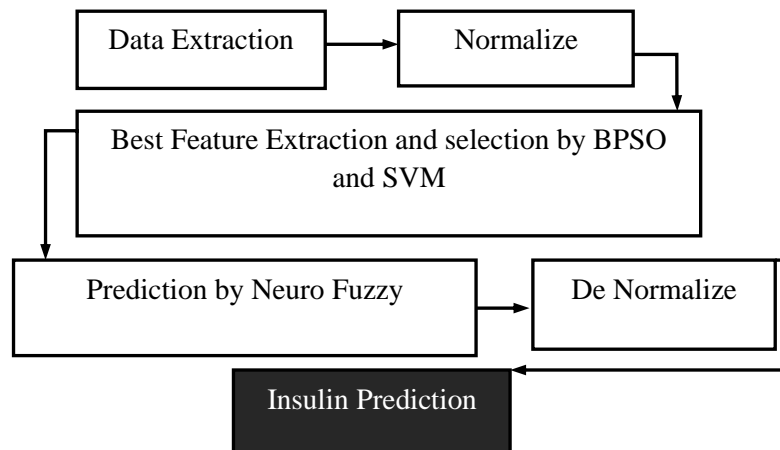 Data Extraction
Normalize
Best Feature Extraction and selection by BPSO
and SVM
Prediction by Neuro Fuzzy
De Normalize
Insulin Prediction